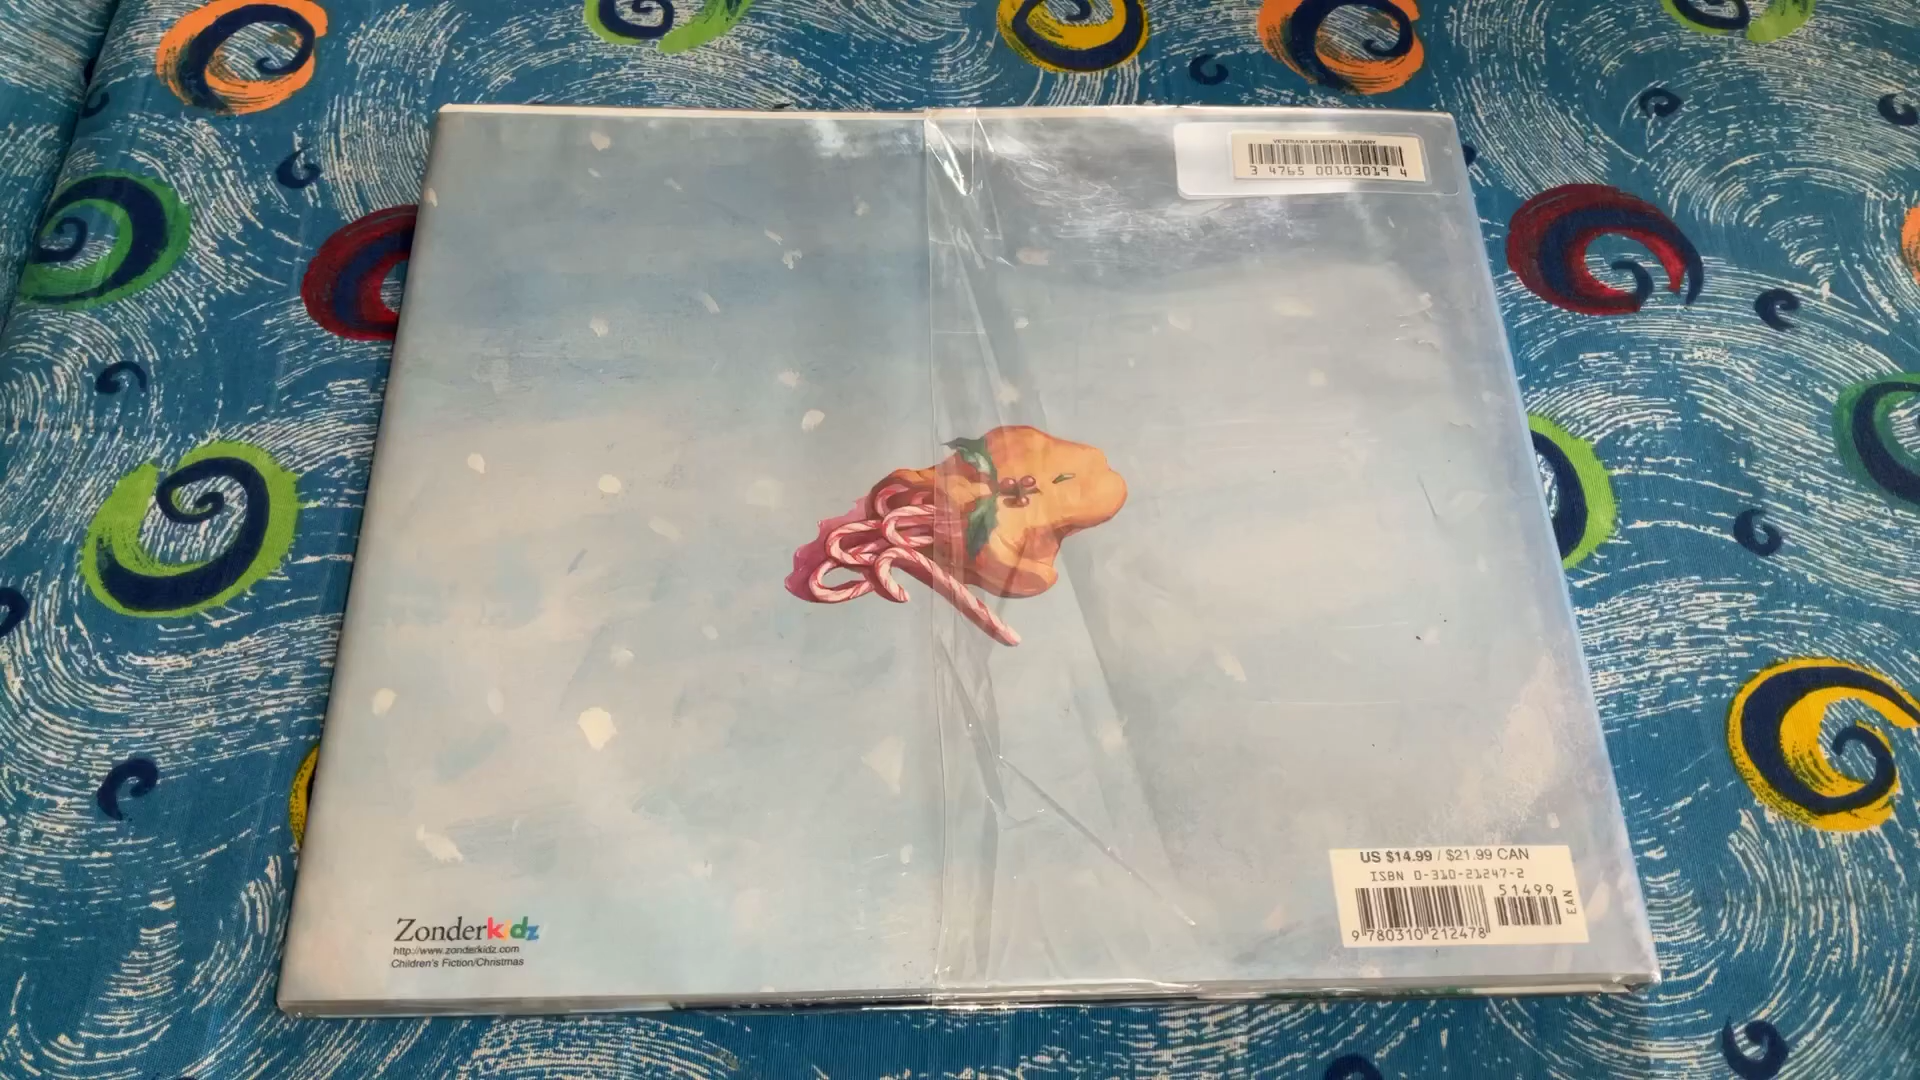 VETERANS MEMORIAL LIBRARY
3 4765 00103019 4
US $14.99 / $21.99 CAN
ISBN 0-310-21247-2
51499
EAN
9 780310 212478
Zonderkidz
http://www.zonderkidz.com
Children's Fiction/Christmas